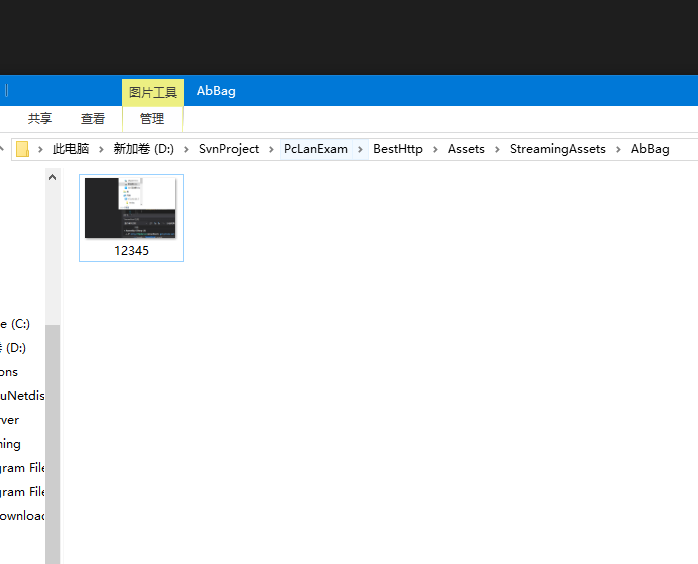 图片工具 AbBag
共享 查看 管理
此电脑 新加卷 (D:) SvnProject PcLanExam BestHttp Assets StreamingAssets AbBag
12345
e (C:)
(D:)
ons
uNetdis
ver
ning
gram File
gram File
ownload